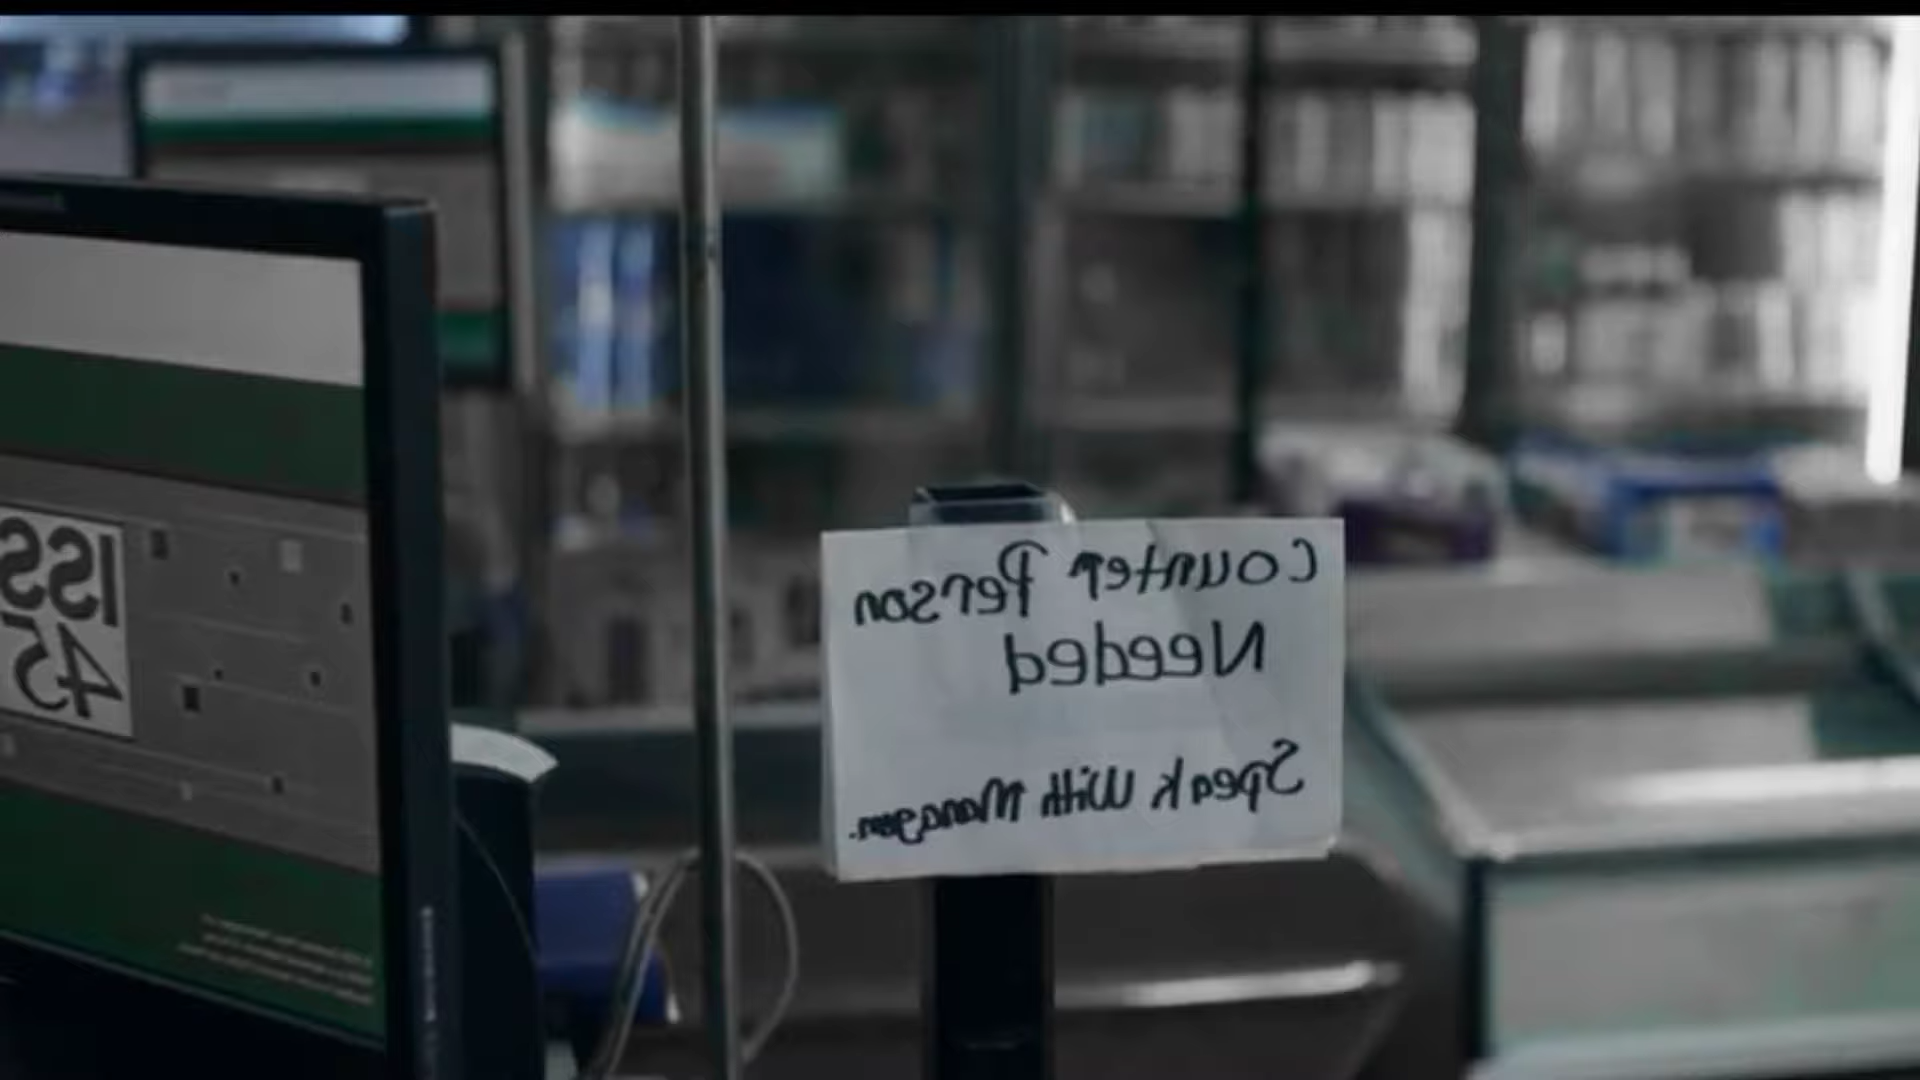 Counter Person
Needed
Speak With Manager.
ISS
45